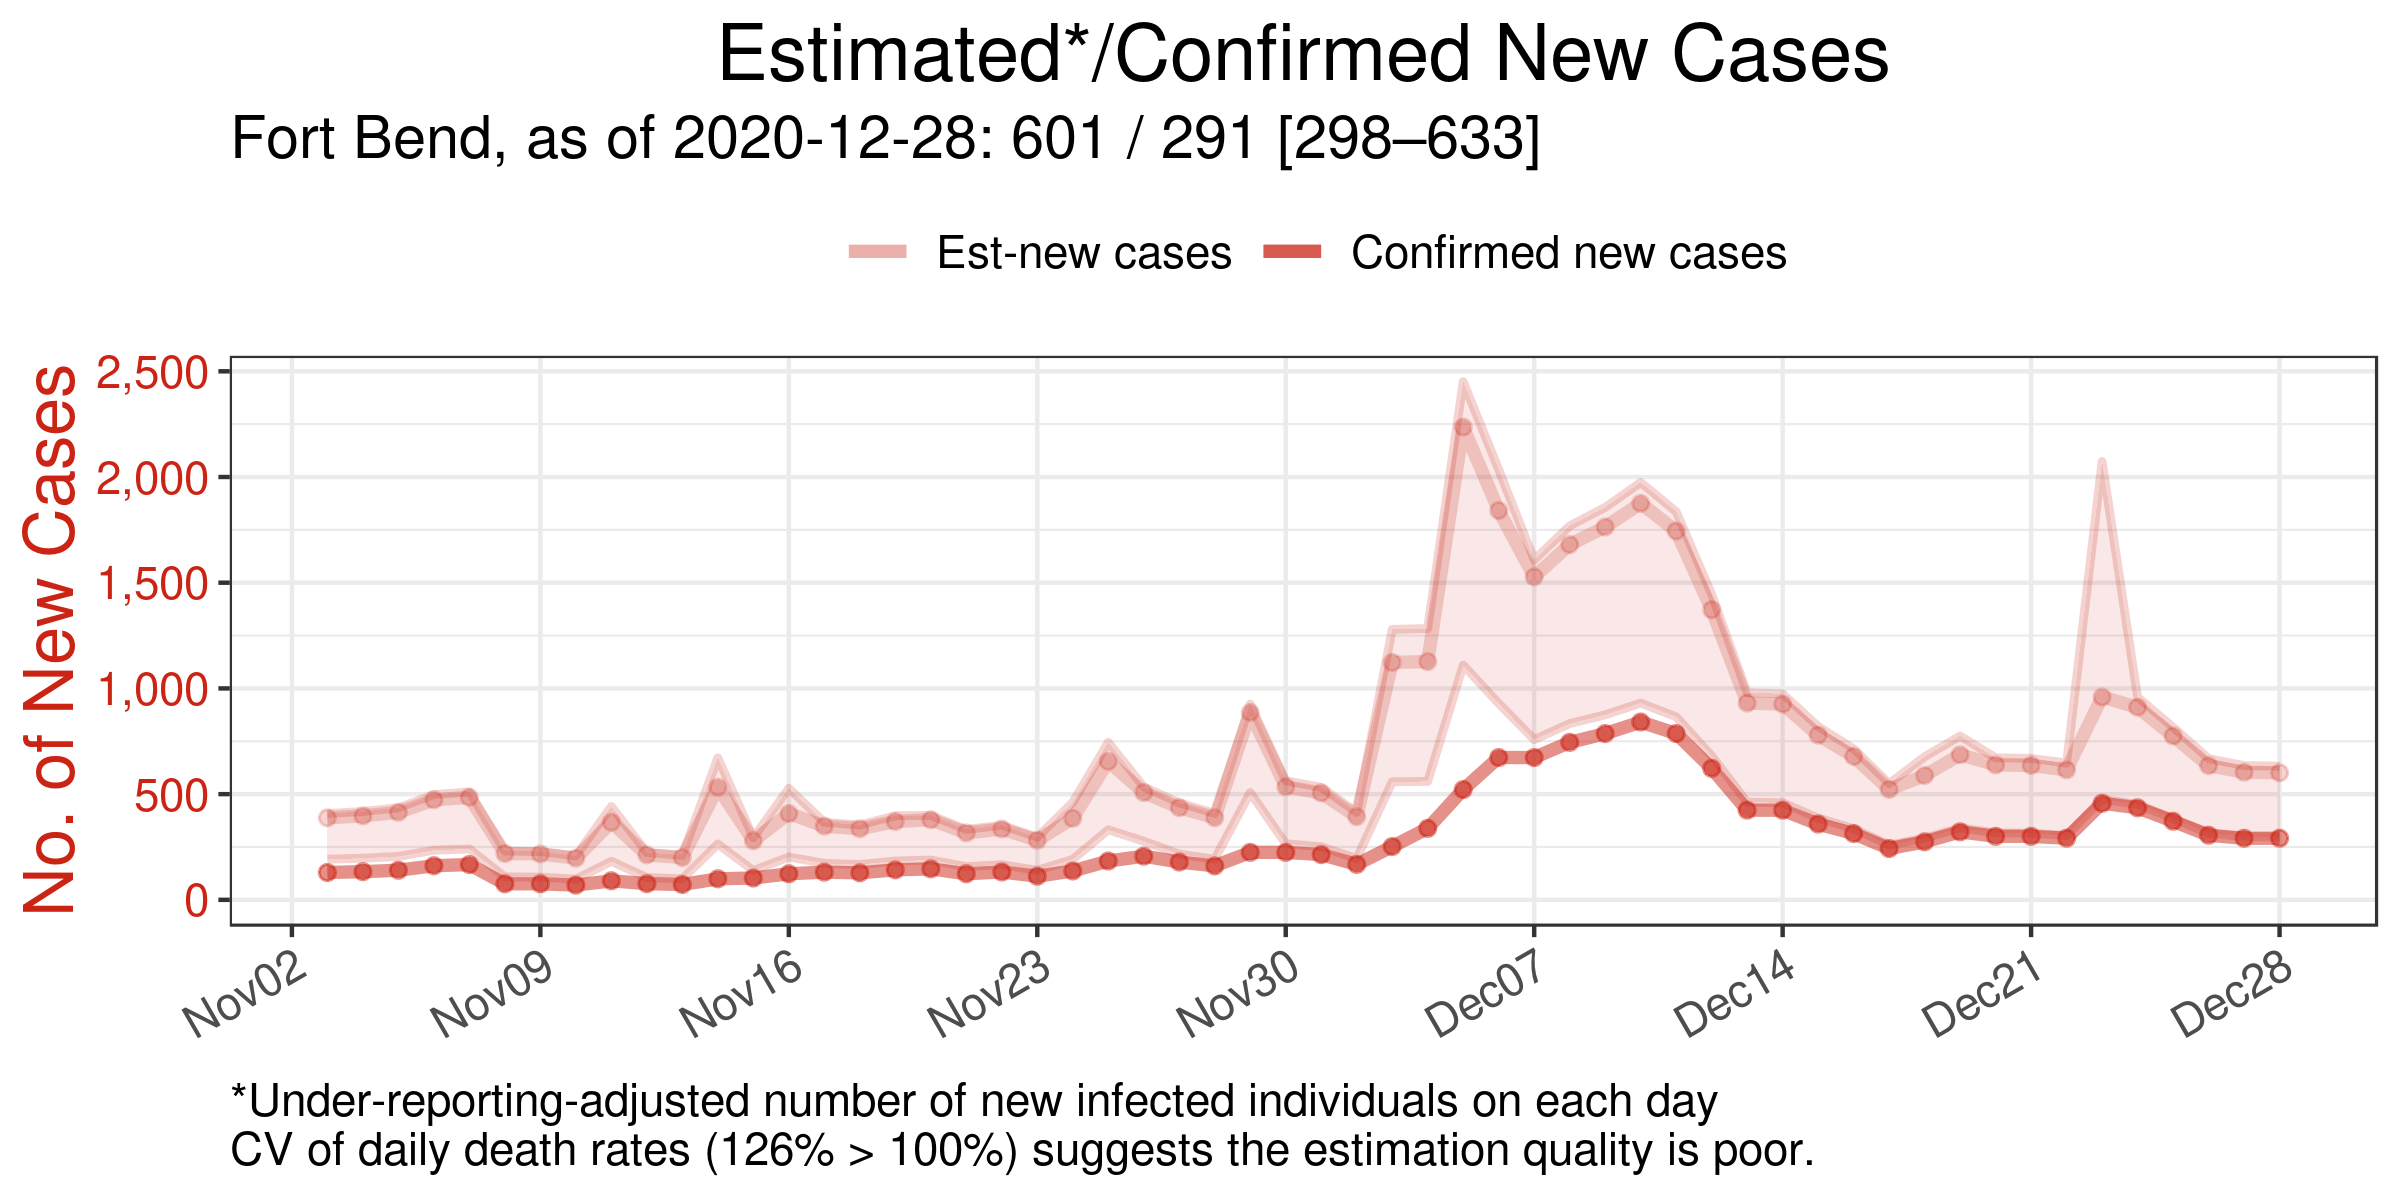 Estimated*/Confirmed New Cases
Fort Bend, as of 2020-12-28: 601 / 291 [298–633]
Est-new cases Confirmed new cases
No. of New Cases
2,500
2,000
1,500
1,000
500
0
Nov02 Nov09 Nov16 Nov23 Nov30 Dec07 Dec14 Dec21 Dec28
*Under-reporting-adjusted number of new infected individuals on each day
CV of daily death rates (126% > 100%) suggests the estimation quality is poor.